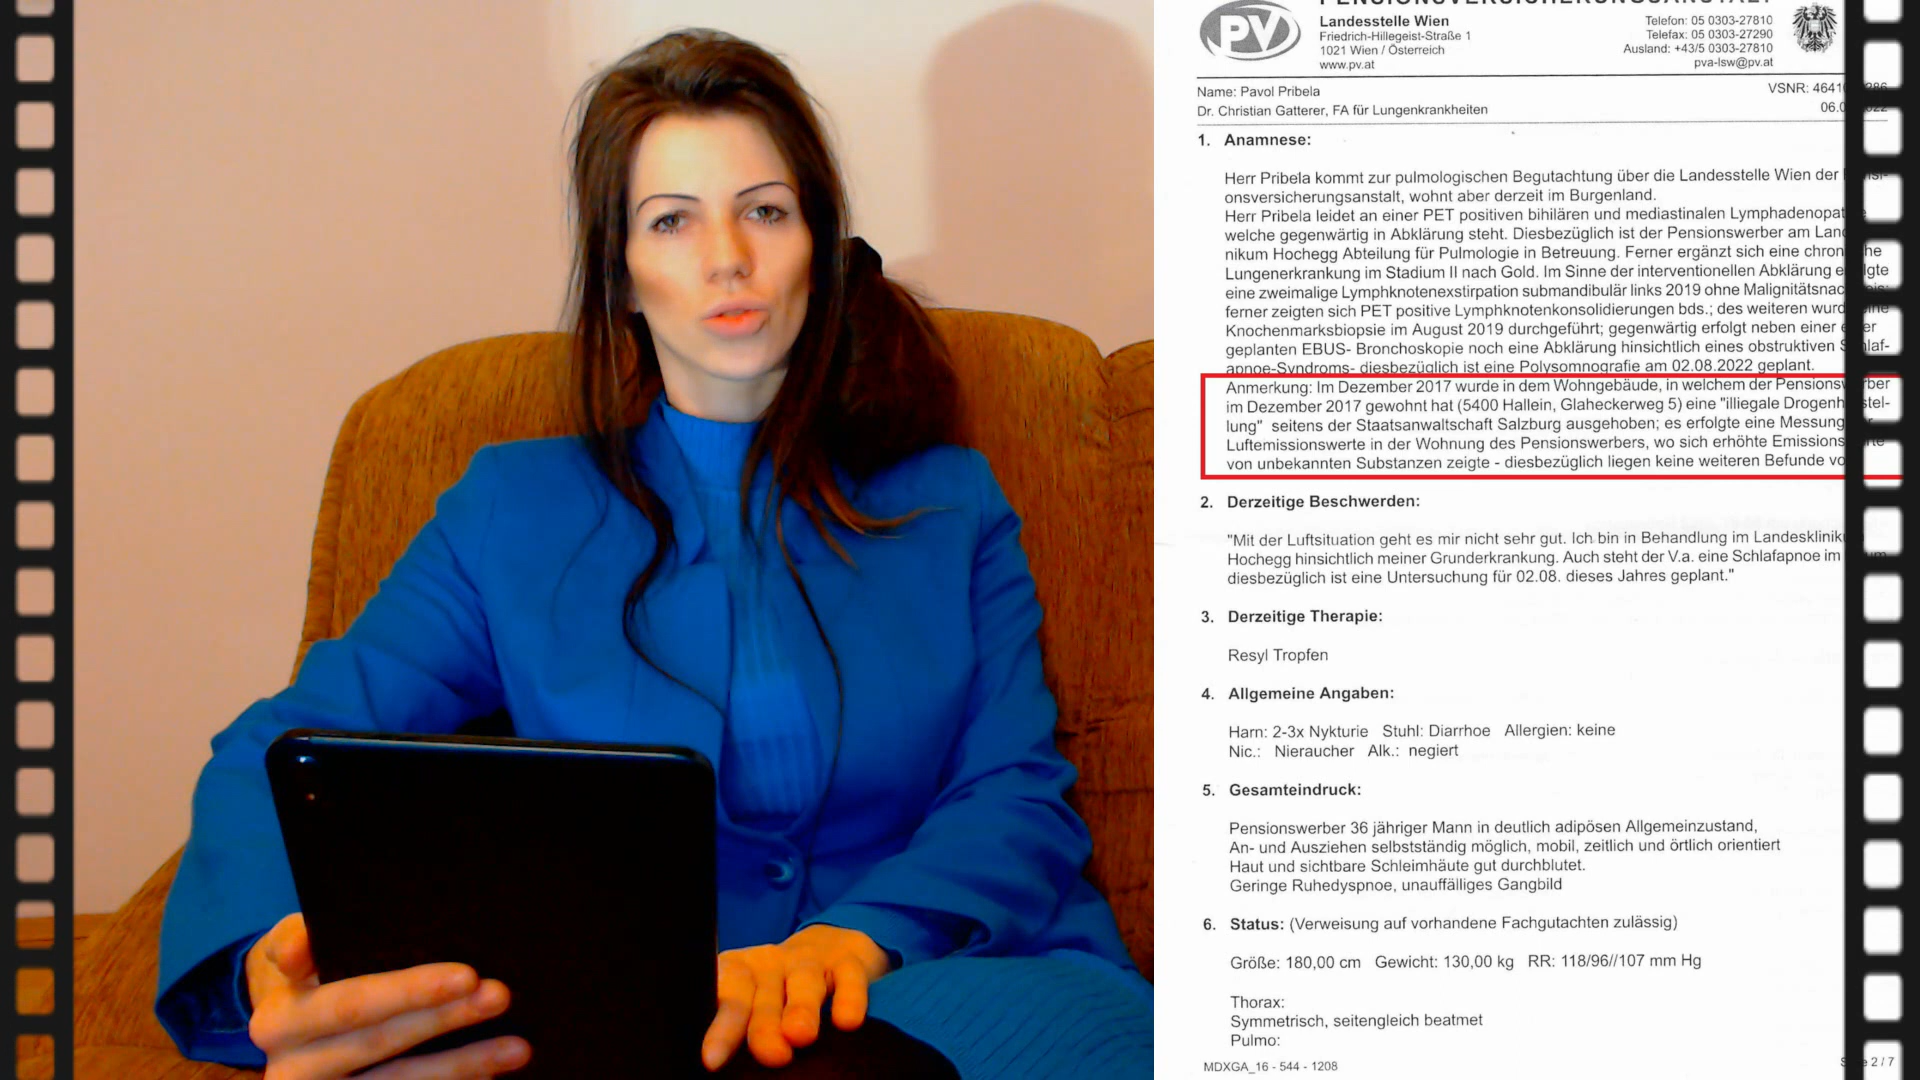 PV
PENSIONSVERSICHERUNGSANSTALT
Landesstelle Wien
Friedrich-Hillegeist-Straße 1
1021 Wien / Österreich
www.pv.at
Telefon: 05 0303-27810
Telefax: 05 0303-27290
Ausland: +43/5 0303-27810
pva-lsw@pv.at
Name: Pavol Pribela
VSNR: 4641
Dr. Christian Gatterer, FA für Lungenkrankheiten
1. Anamnese:
Herr Pribela kommt zur pulmologischen Begutachtung über die Landesstelle Wien der
onsversicherungsanstalt, wohnt aber derzeit im Burgenland.
Herr Pribela leidet an einer PET positiven bihilären und mediastinalen
welche gegenwärtig in Abklärung steht. Diesbezüglich ist der Pensionswerber am
nikum Hochegg Abteilung für Pulmologie in Betreuung. Ferner ergänzt sich eine
Lungenerkrankung im Stadium II nach Gold. Im Sinne der interventionellen Abklärung
eine zweimalige Lymphknotenexstirpation submandibulär links 2019 ohne
ferner zeigten sich PET positive Lymphknotenkonsolidierungen bds.; des weiteren
Knochenmarksbiopsie im August 2019 durchgeführt; gegenwärtig erfolgt neben einer
geplanten EBUS- Bronchoskopie noch eine Abklärung hinsichtlich eines obstruktiven
apnoe-Syndroms- diesbezüglich ist eine Polysomnografie am 02.08.2022 geplant.
Anmerkung: Im Dezember 2017 wurde in dem Wohngebäude, in welchem der
im Dezember 2017 gewohnt hat (5400 Hallein, Glaheckerweg 5) eine "illiegale
lung" seitens der Staatsanwaltschaft Salzburg ausgehoben; es erfolgte eine Messung
Luftemissionswerte in der Wohnung des Pensionswerbers, wo sich erhöhte
von unbekannten Substanzen zeigte - diesbezüglich liegen keine weiteren Befunde
2. Derzeitige Beschwerden:
"Mit der Luftsituation geht es mir nicht sehr gut. Ich bin in Behandlung im
Hochegg hinsichtlich meiner Grunderkrankung. Auch steht der V.a. eine Schlafapnoe im
diesbezüglich ist eine Untersuchung für 02.08. dieses Jahres geplant."
3. Derzeitige Therapie:
Resyl Tropfen
4. Allgemeine Angaben:
Harn: 2-3x Nykturie Stuhl: Diarrhoe Allergien: keine
Nic.: Nieraucher Alk.: negiert
5. Gesamteindruck:
Pensionswerber 36 jähriger Mann in deutlich adipösen Allgemeinzustand,
An- und Ausziehen selbstständig möglich, mobil, zeitlich und örtlich orientiert
Haut und sichtbare Schleimhäute gut durchblutet.
Geringe Ruhedyspnoe, unauffälliges Gangbild
6. Status: (Verweisung auf vorhandene Fachgutachten zulässig)
Größe: 180,00 cm Gewicht: 130,00 kg RR: 118/96//107 mm Hg
Thorax:
Symmetrisch, seitengleich beatmet
Pulmo:
MDXGA_16 - 544 - 1208
2 / 7